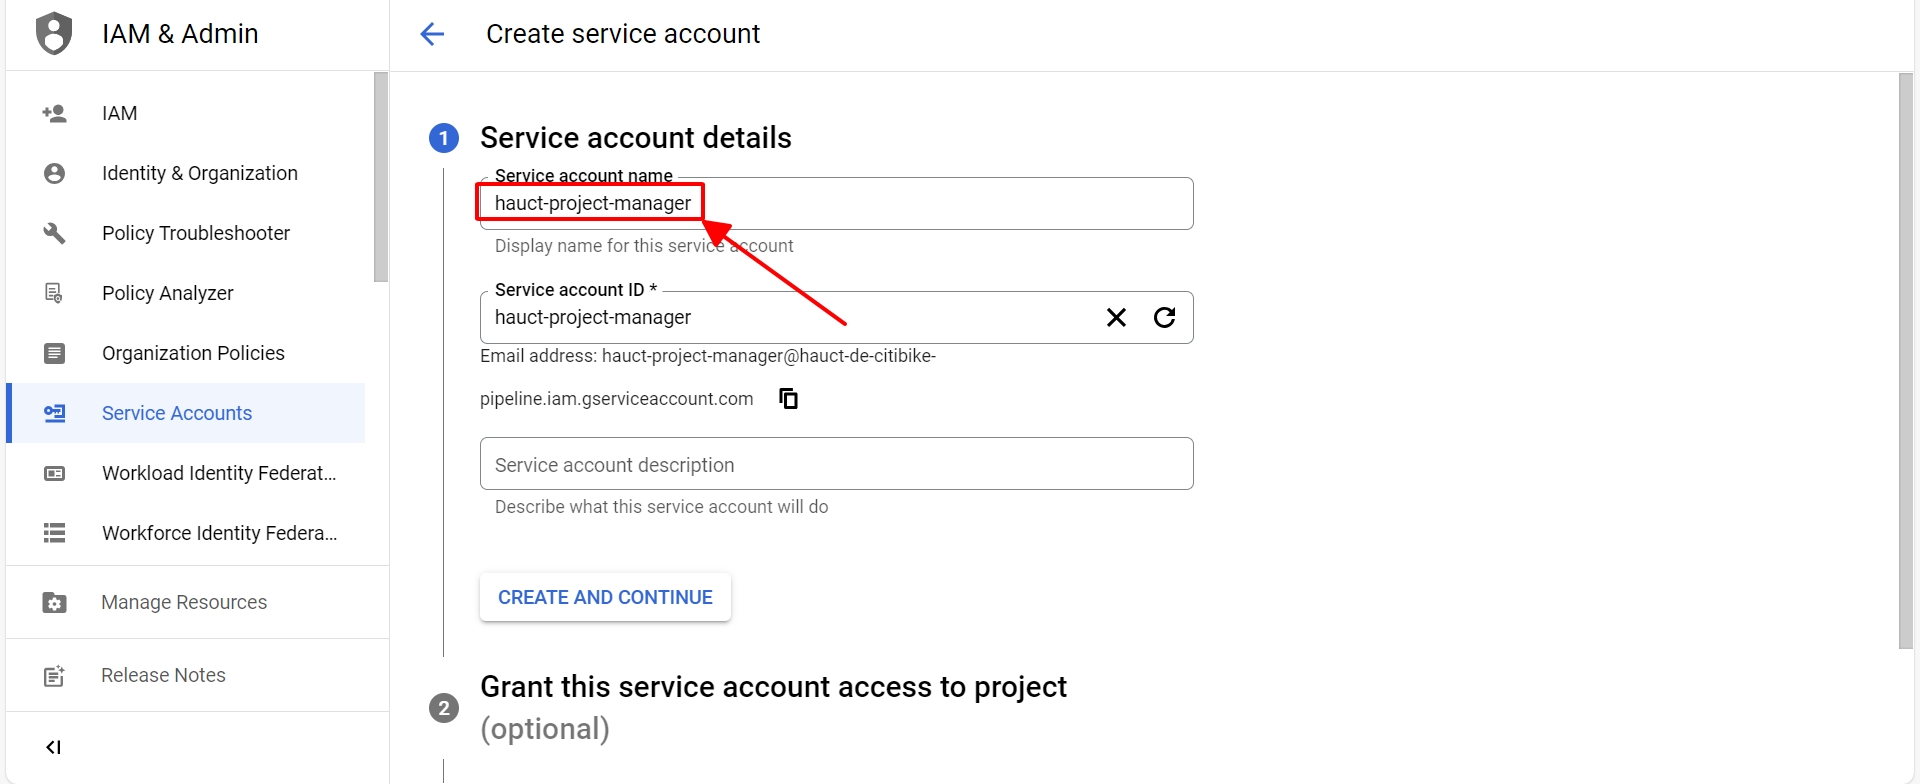 IAM & Admin
IAM
Identity & Organization
Policy Troubleshooter
Policy Analyzer
Organization Policies
Service Accounts
Workload Identity Federat...
Workforce Identity Federa...
Manage Resources
Release Notes
Create service account
1 Service account details
Service account name
hauct-project-manager
Display name for this service account
Service account ID *
hauct-project-manager
Email address: hauct-project-manager@hauct-de-citibike-
pipeline.iam.gserviceaccount.com
Service account description
Describe what this service account will do
CREATE AND CONTINUE
2 Grant this service account access to project
(optional)